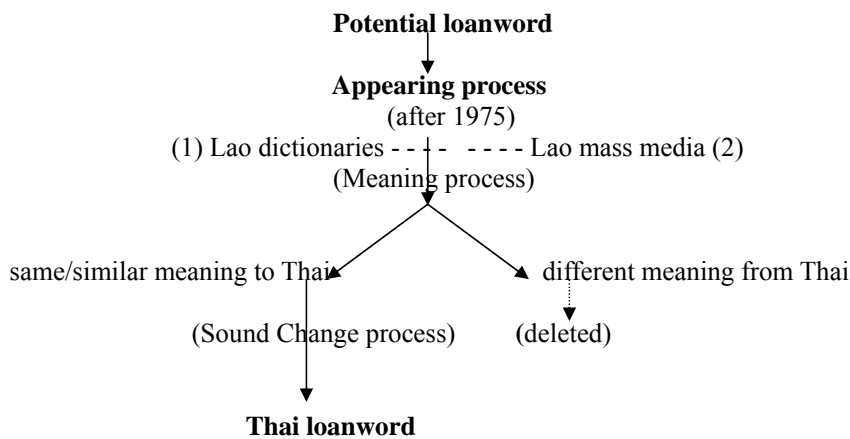 Potential loanword
Appearing process
(after 1975)
(1) Lao dictionaries - - - -  - - - - Lao mass media (2)
(Meaning process)
same/similar meaning to Thai different meaning from Thai
(Sound Change process) (deleted)
Thai loanword